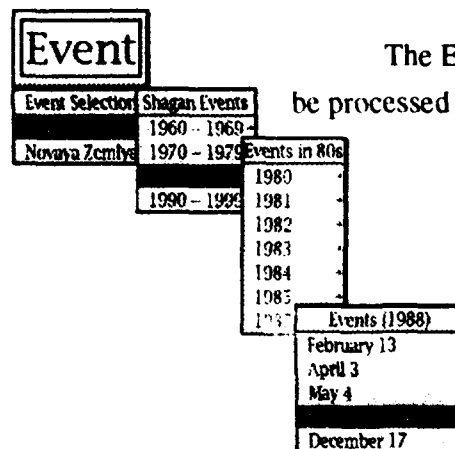 Event
The E
be processed
Event Selection
Novaya Zemlya
Shagan Events
1960 – 1969
1970 – 1979
1990 – 1999
Events in 80s
1980
1981
1982
1983
1984
1985
Events (1988)
February 13
April 3
May 4
December 17